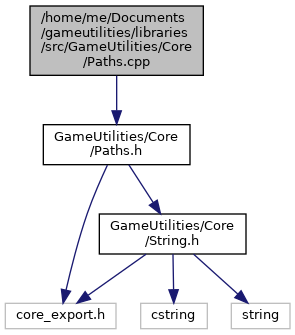 /home/me/Documents
/gameutilities/libraries
/src/GameUtilities/Core
/Paths.cpp
GameUtilities/Core
/Paths.h
GameUtilities/Core
/String.h
core_export.h
cstring
string